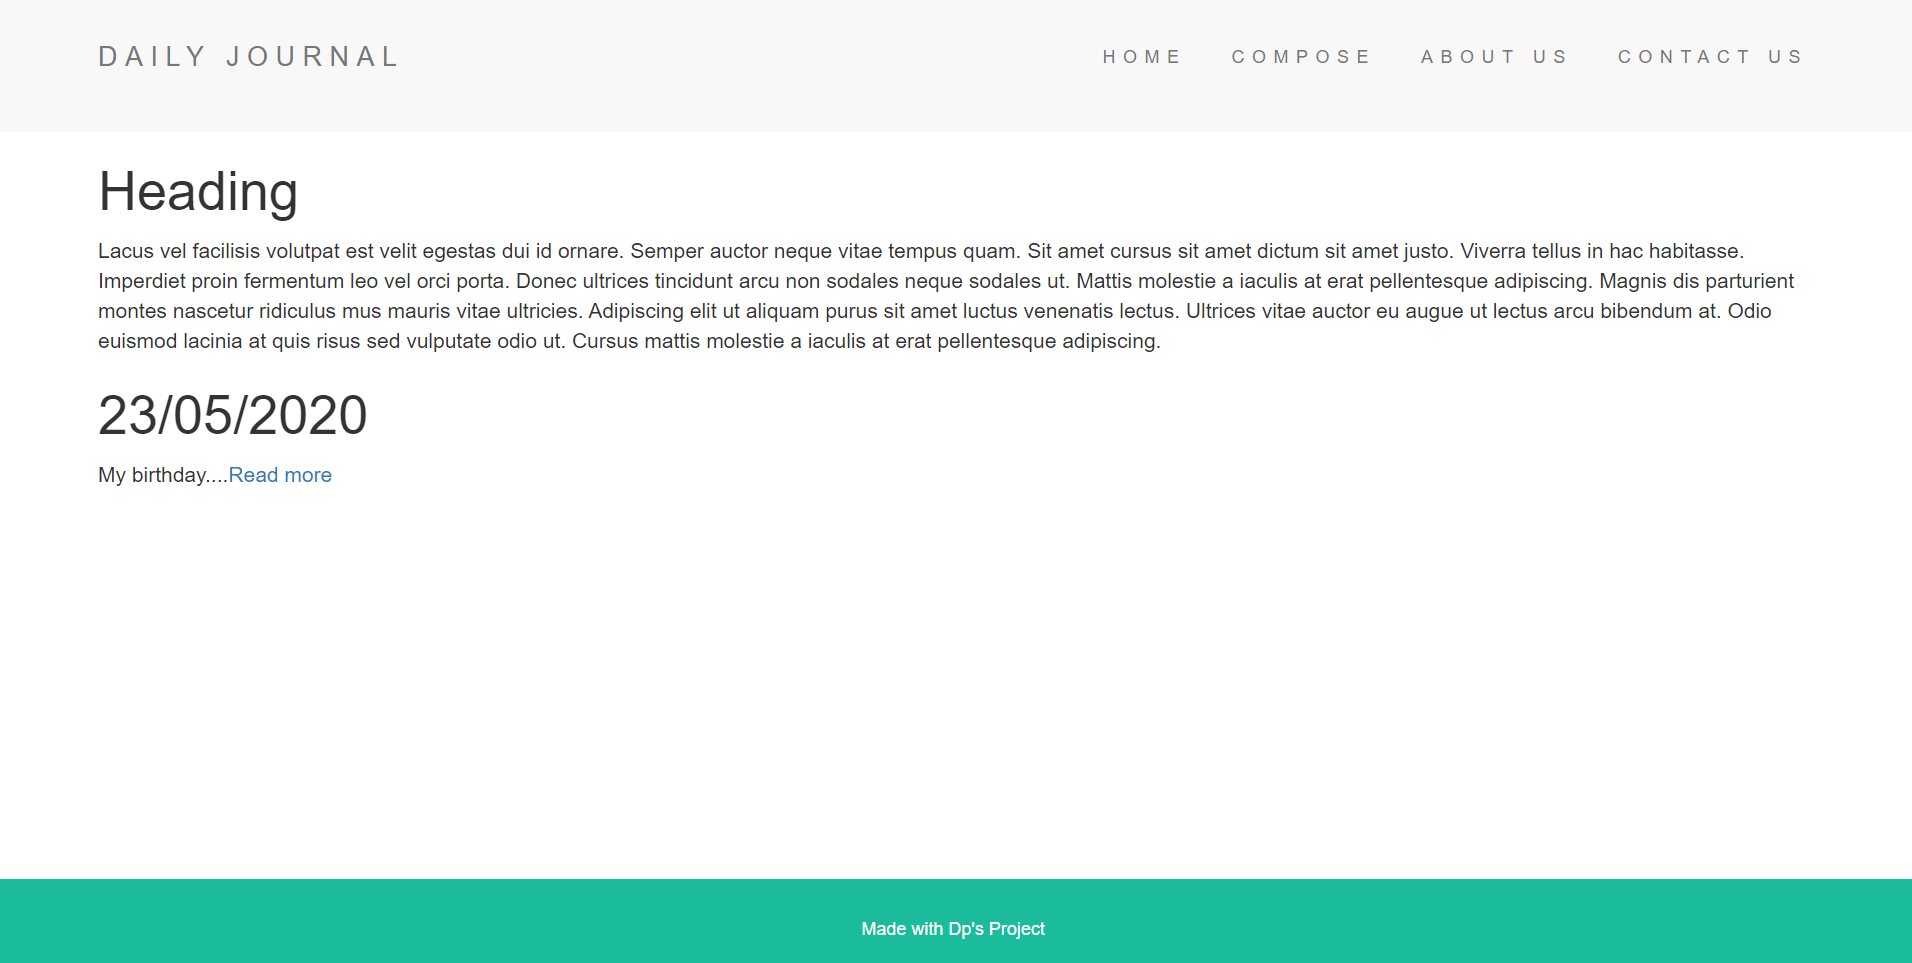 DAILY JOURNAL
HOME COMPOSE ABOUT US CONTACT US
Heading
Lacus vel facilisis volutpat est velit egestas dui id ornare. Semper auctor neque vitae tempus quam. Sit amet cursus sit amet dictum sit amet justo. Viverra tellus in hac habitasse.
Imperdiet proin fermentum leo vel orci porta. Donec ultrices tincidunt arcu non sodales neque sodales ut. Mattis molestie a iaculis at erat pellentesque adipiscing. Magnis dis parturient
montes nascetur ridiculus mus mauris vitae ultricies. Adipiscing elit ut aliquam purus sit amet luctus venenatis lectus. Ultrices vitae auctor eu augue ut lectus arcu bibendum at. Odio
euismod lacinia at quis risus sed vulputate odio ut. Cursus mattis molestie a iaculis at erat pellentesque adipiscing.
23/05/2020
My birthday....Read more
Made with Dp's Project